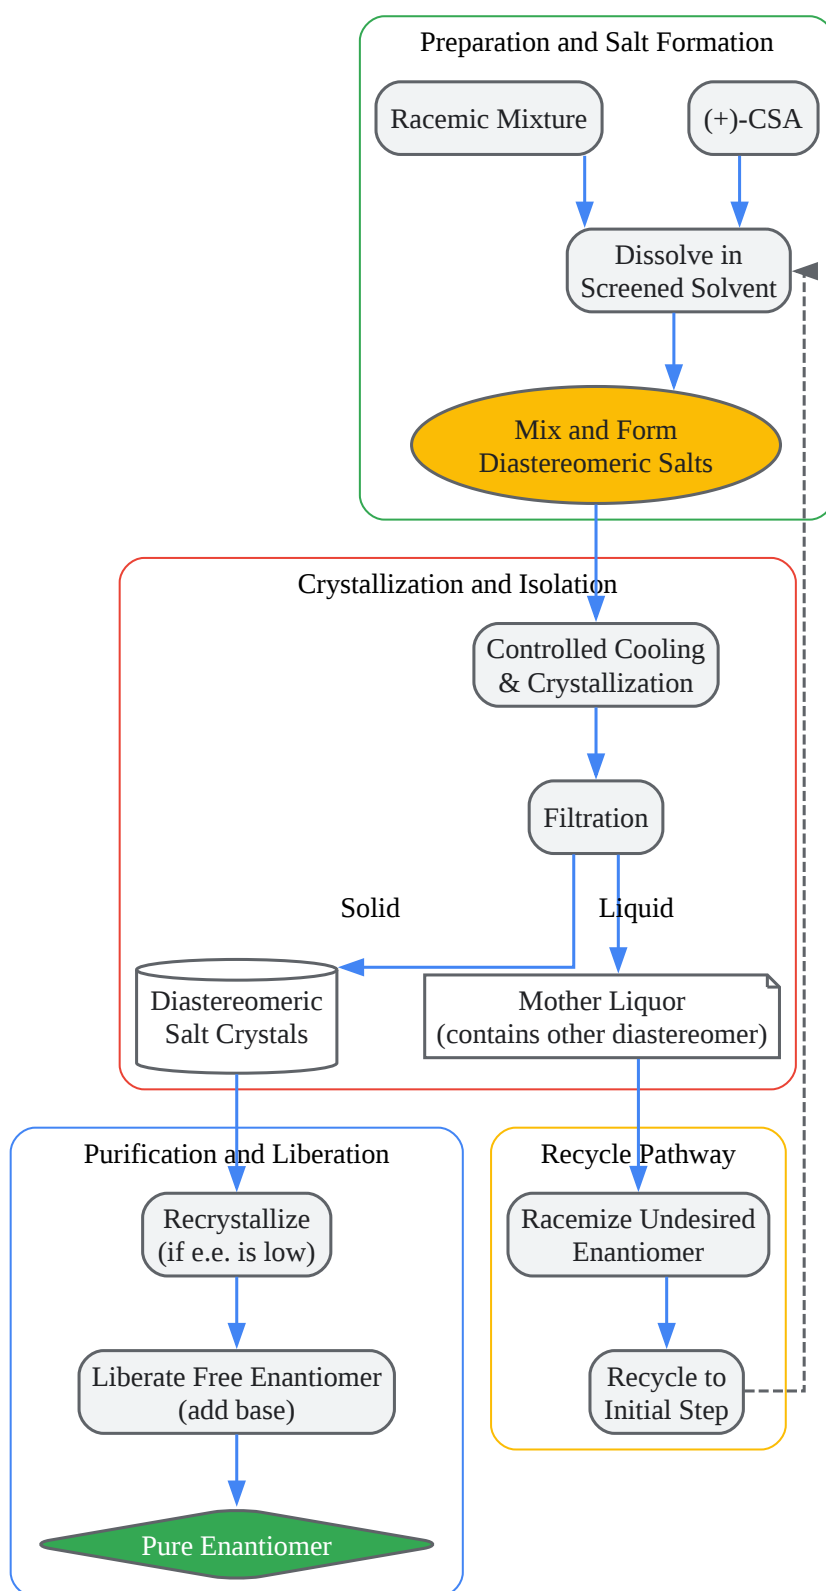 Preparation and Salt Formation
Racemic Mixture
(+)-CSA
Dissolve in
Screened Solvent
Mix and Form
Diastereomeric Salts
Crystallization and Isolation
Controlled Cooling
& Crystallization
Filtration
Solid
Liquid
Diastereomeric
Salt Crystals
Mother Liquor
(contains other diastereomer)
Purification and Liberation
Recrystallize
(if e.e. is low)
Liberate Free Enantiomer
(add base)
Pure Enantiomer
Recycle Pathway
Racemize Undesired
Enantiomer
Recycle to
Initial Step